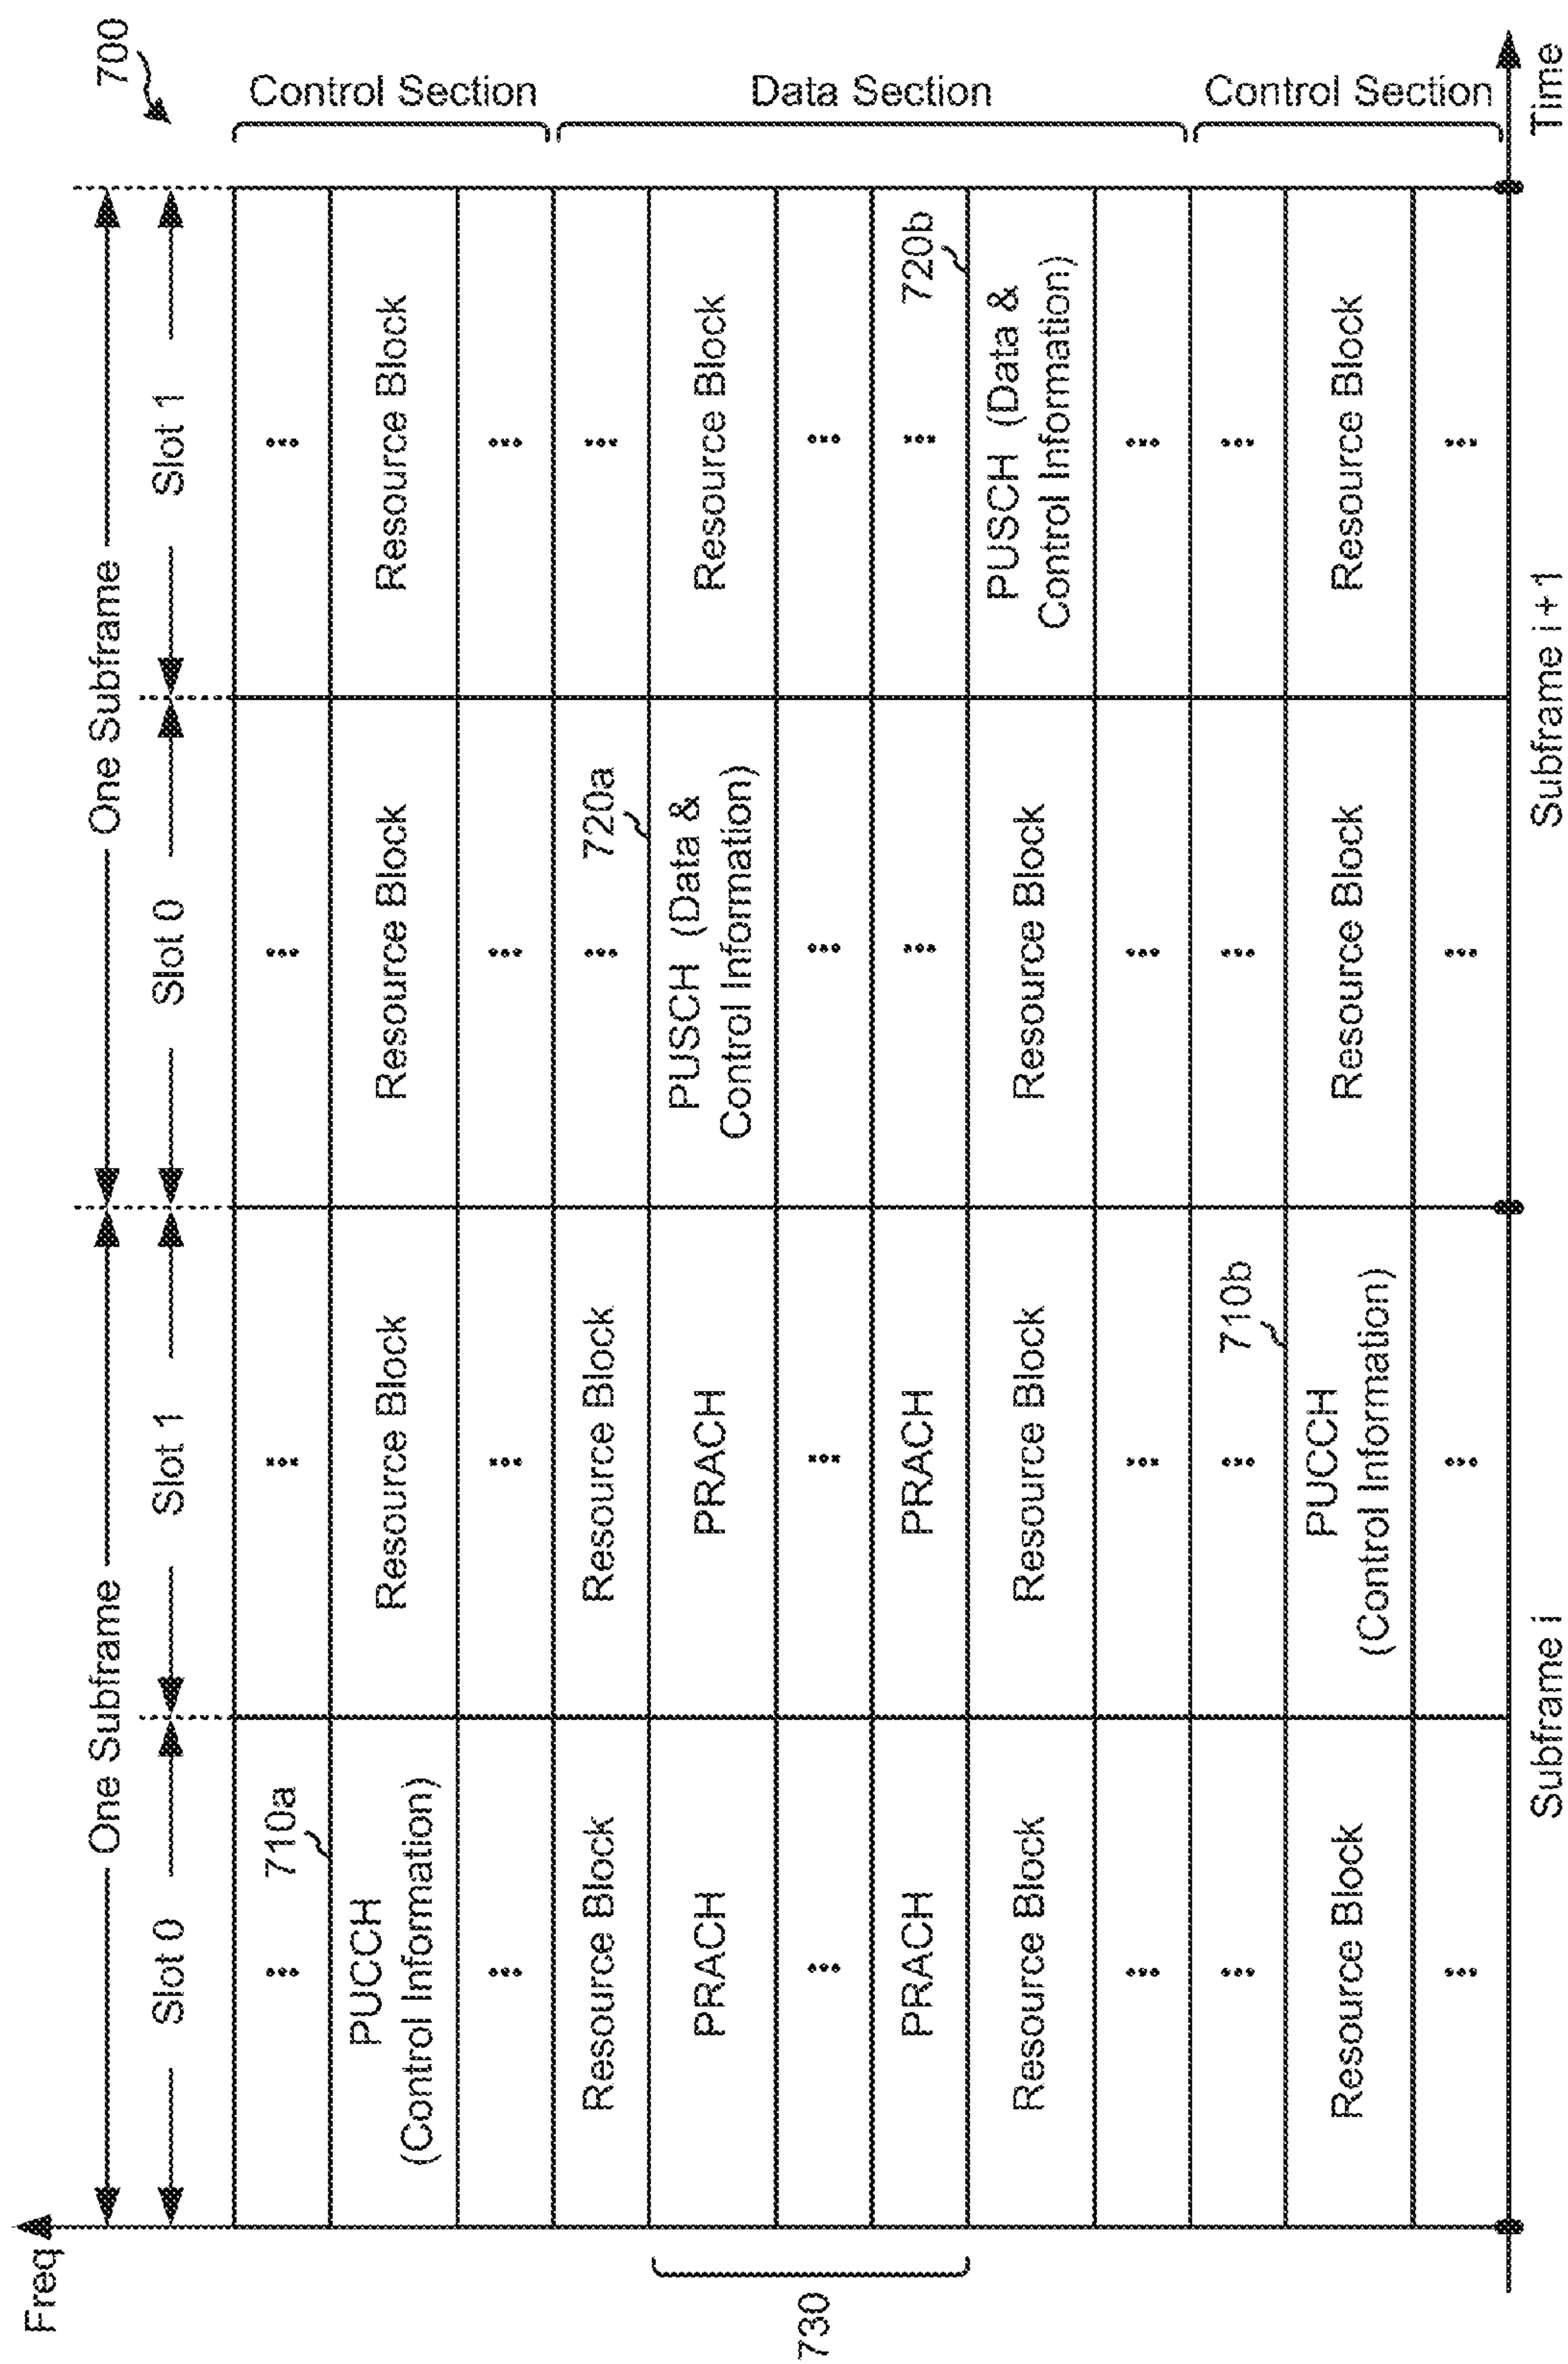 700
Freq
One Subframe
One Subframe
Slot 0
Slot 1
Slot 0
Slot 1
Control Section
Data Section
Control Section
710a
PUCCH
(Control Information)
Resource Block
Resource Block
Resource Block
Resource Block
Resource Block
720a
PRACH
PRACH
PUSCH (Data &
Control Information)
Resource Block
730
PRACH
PRACH
720b
Resource Block
Resource Block
Resource Block
PUSCH (Data &
Control Information)
710b
Resource Block
PUCCH
(Control Information)
Resource Block
Resource Block
Subframe i
Subframe i + 1
Time